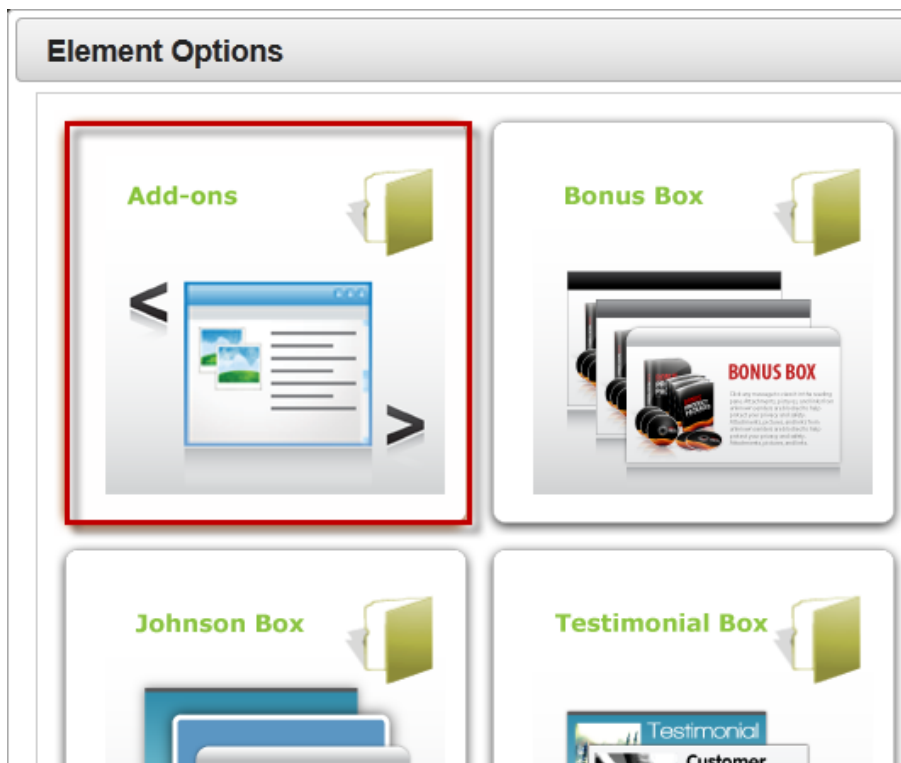 Element Options
Add-ons
Bonus Box
<
>
BONUS BOX
Johnson Box
Testimonial Box
Testimonial
Customer